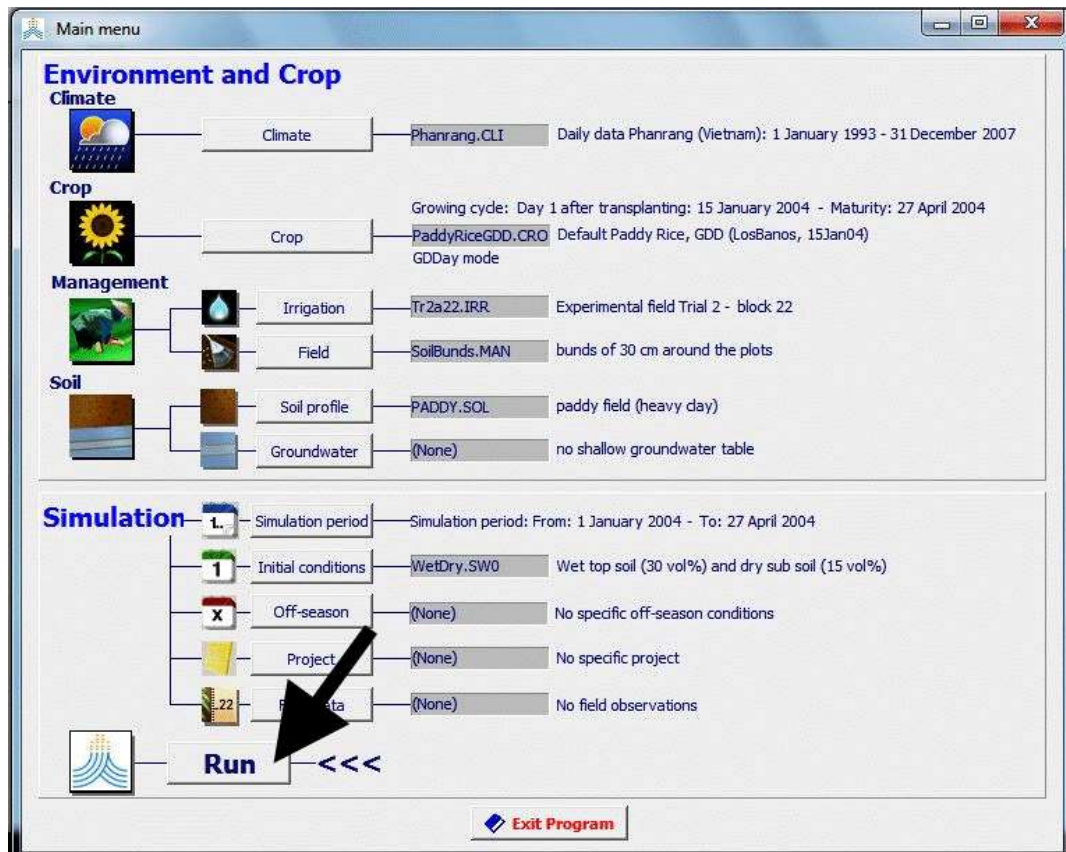 Main menu
Environment and Crop
Climate
Climate
Phanrang.CLI
Daily data Phanrang (Vietnam): 1 January 1993 - 31 December 2007
Crop
Growing cycle: Day 1 after transplanting: 15 January 2004 - Maturity: 27 April 2004
Crop
PaddyRiceGDD.CRO
Default Paddy Rice, GDD (LosBanos, 15Jan04)
GDDay mode
Management
Irrigation
Tr2a22.IRR
Experimental field Trial 2 - block 22
Field
SoilBunds.MAN
bunds of 30 cm around the plots
Soil
Soil profile
PADDY.SOL
paddy field (heavy clay)
Groundwater
(None)
no shallow groundwater table
Simulation
1..
Simulation period
Simulation period: From: 1 January 2004 - To: 27 April 2004
1
Initial conditions
WetDry.SW0
Wet top soil (30 vol%) and dry sub soil (15 vol%)
X
Off-season
(None)
No specific off-season conditions
Project
(None)
No specific project
..22
(None)
No field observations
Run
<<<
Exit Program